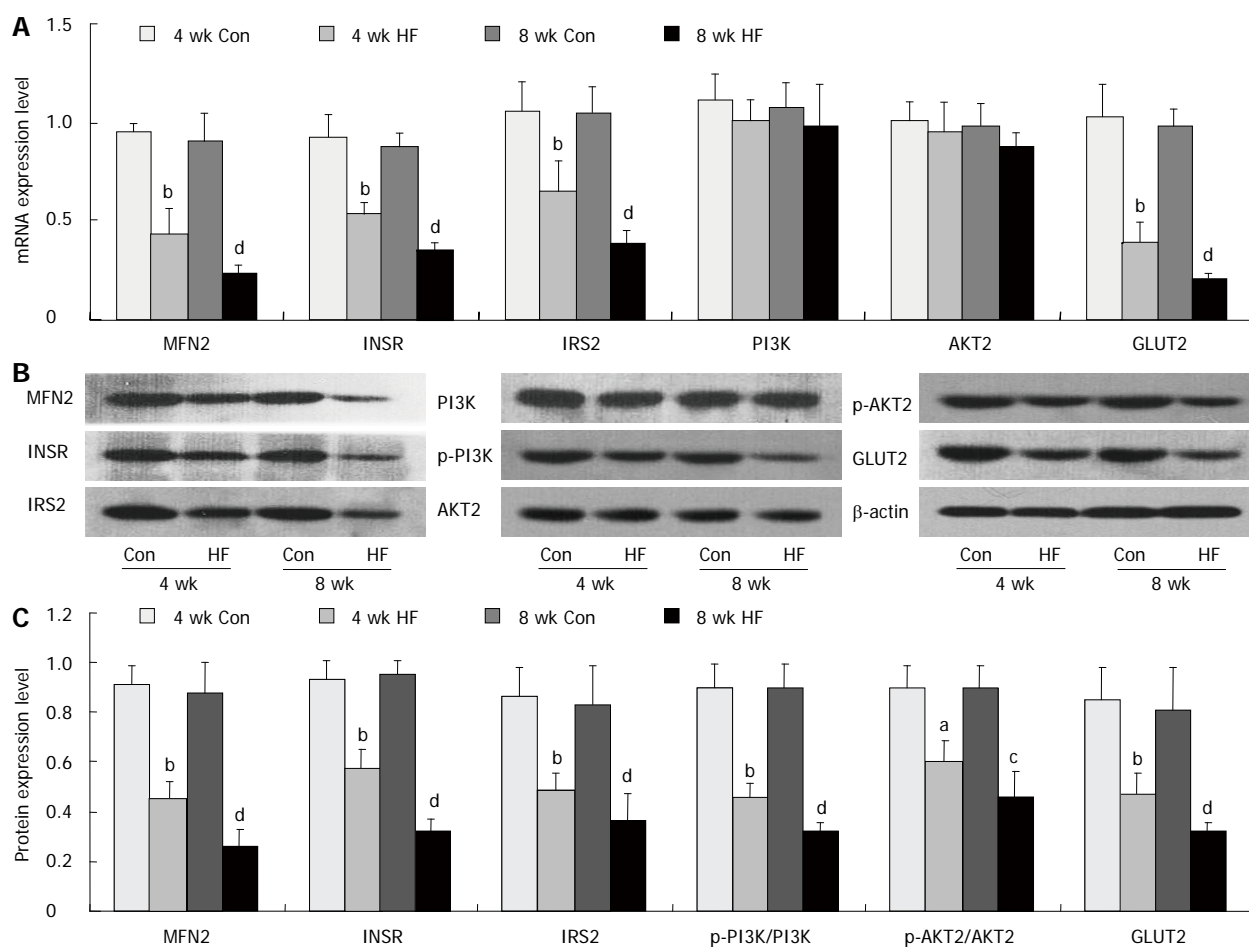 A
1.5
1.0
0.5
0
mRNA expression level
4 wk Con 4 wk HF 8 wk Con 8 wk HF
b d b d b d b d
MFN2 INSR IRS2 PI3K AKT2 GLUT2
B
MFN2
INSR
IRS2
Con HF Con HF
4 wk 8 wk
PI3K
p-PI3K
AKT2
Con HF Con HF
4 wk 8 wk
p-AKT2
GLUT2
β-actin
Con HF Con HF
4 wk 8 wk
C
1.2
1.0
0.8
0.6
0.4
0.2
0
Protein expression level
4 wk Con 4 wk HF 8 wk Con 8 wk HF
b d b d b d b d a c b d
MFN2 INSR IRS2 p-PI3K/PI3K p-AKT2/AKT2 GLUT2